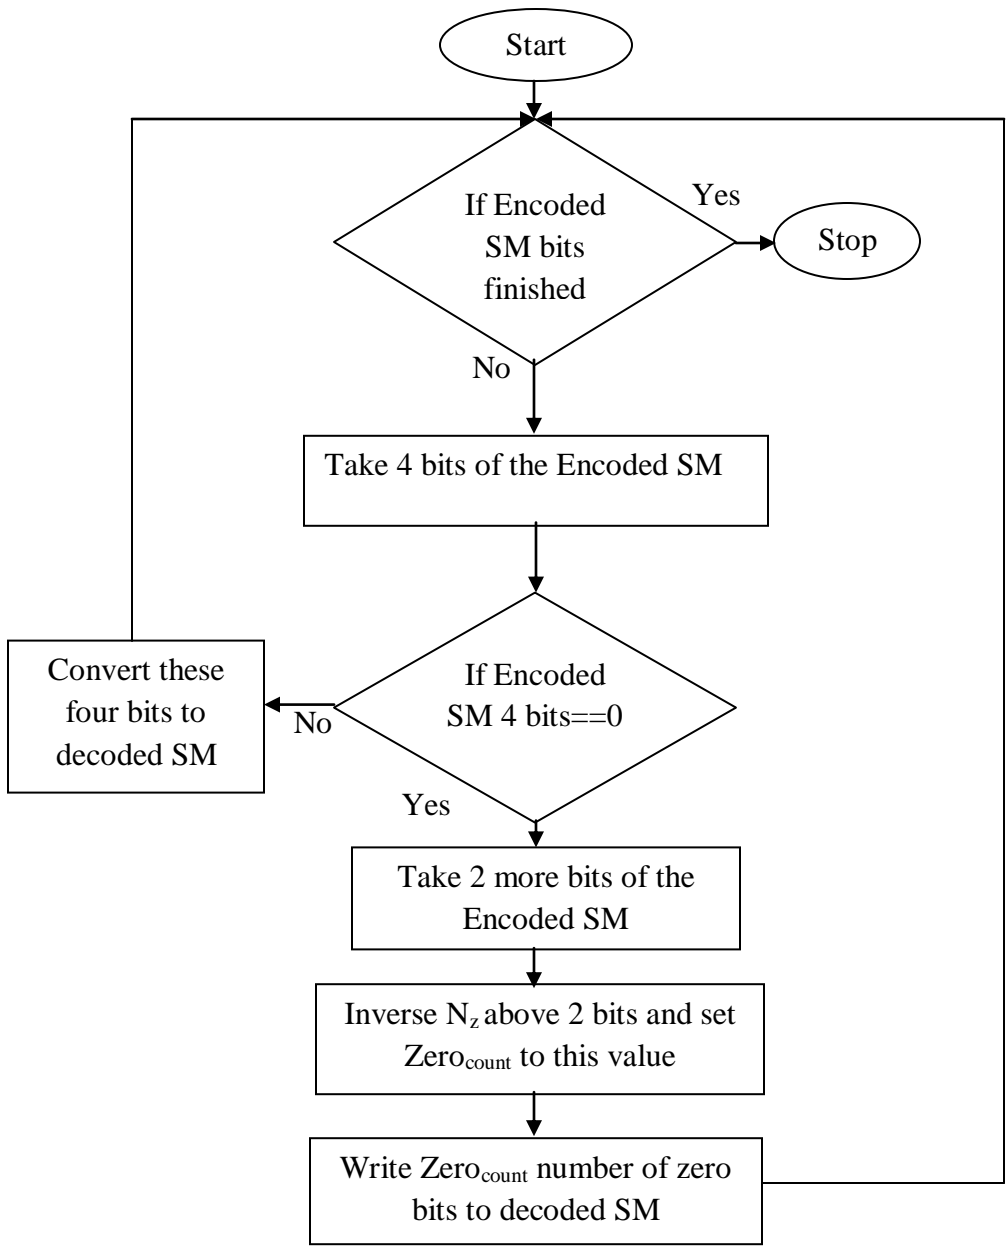 Start
If Encoded
SM bits
finished
Yes
Stop
No
Take 4 bits of the Encoded SM
If Encoded
SM 4 bits==0
No
Convert these
four bits to
decoded SM
Yes
Take 2 more bits of the
Encoded SM
Inverse Nz above 2 bits and set
Zerocount to this value
Write Zerocount number of zero
bits to decoded SM